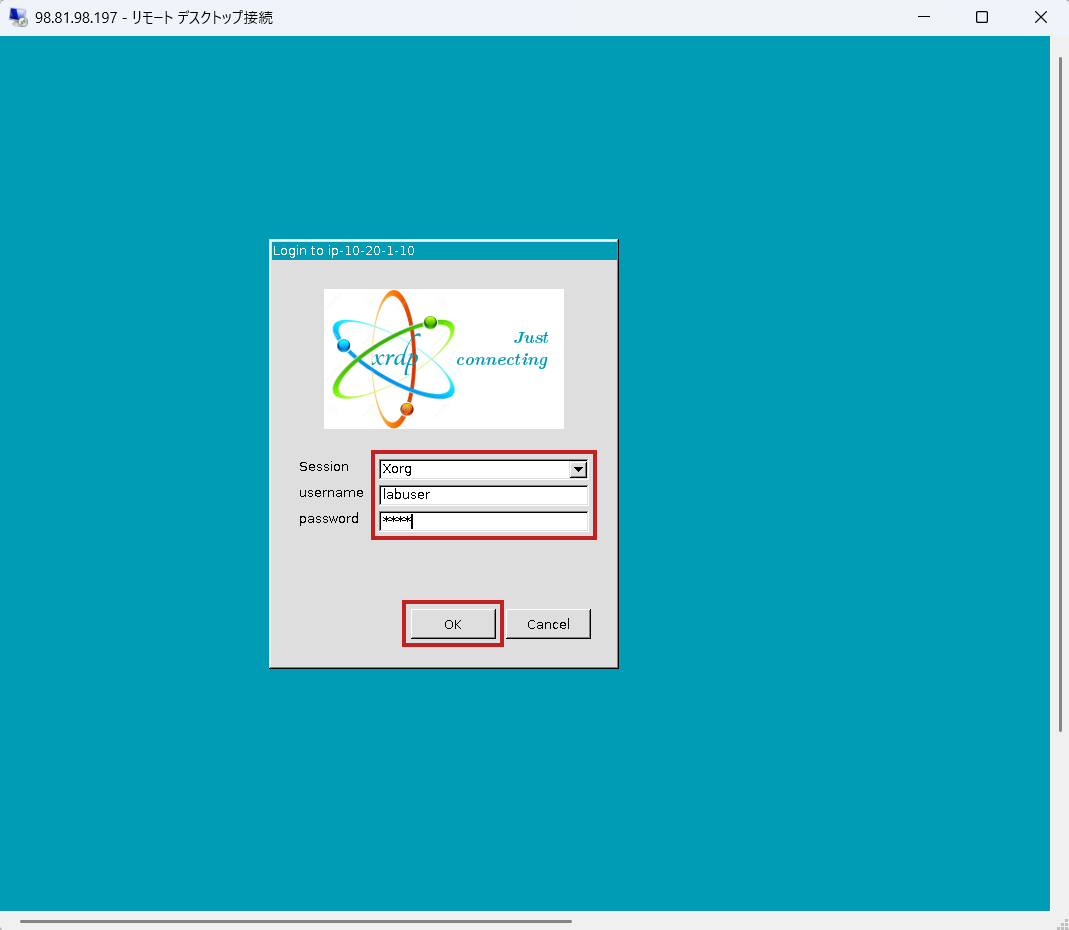 98.81.98.197 - リモート デスクトップ接続
Login to ip-10-20-1-10
Just
xrdp connecting
Session Xorg
username labuser
password ****
OK Cancel